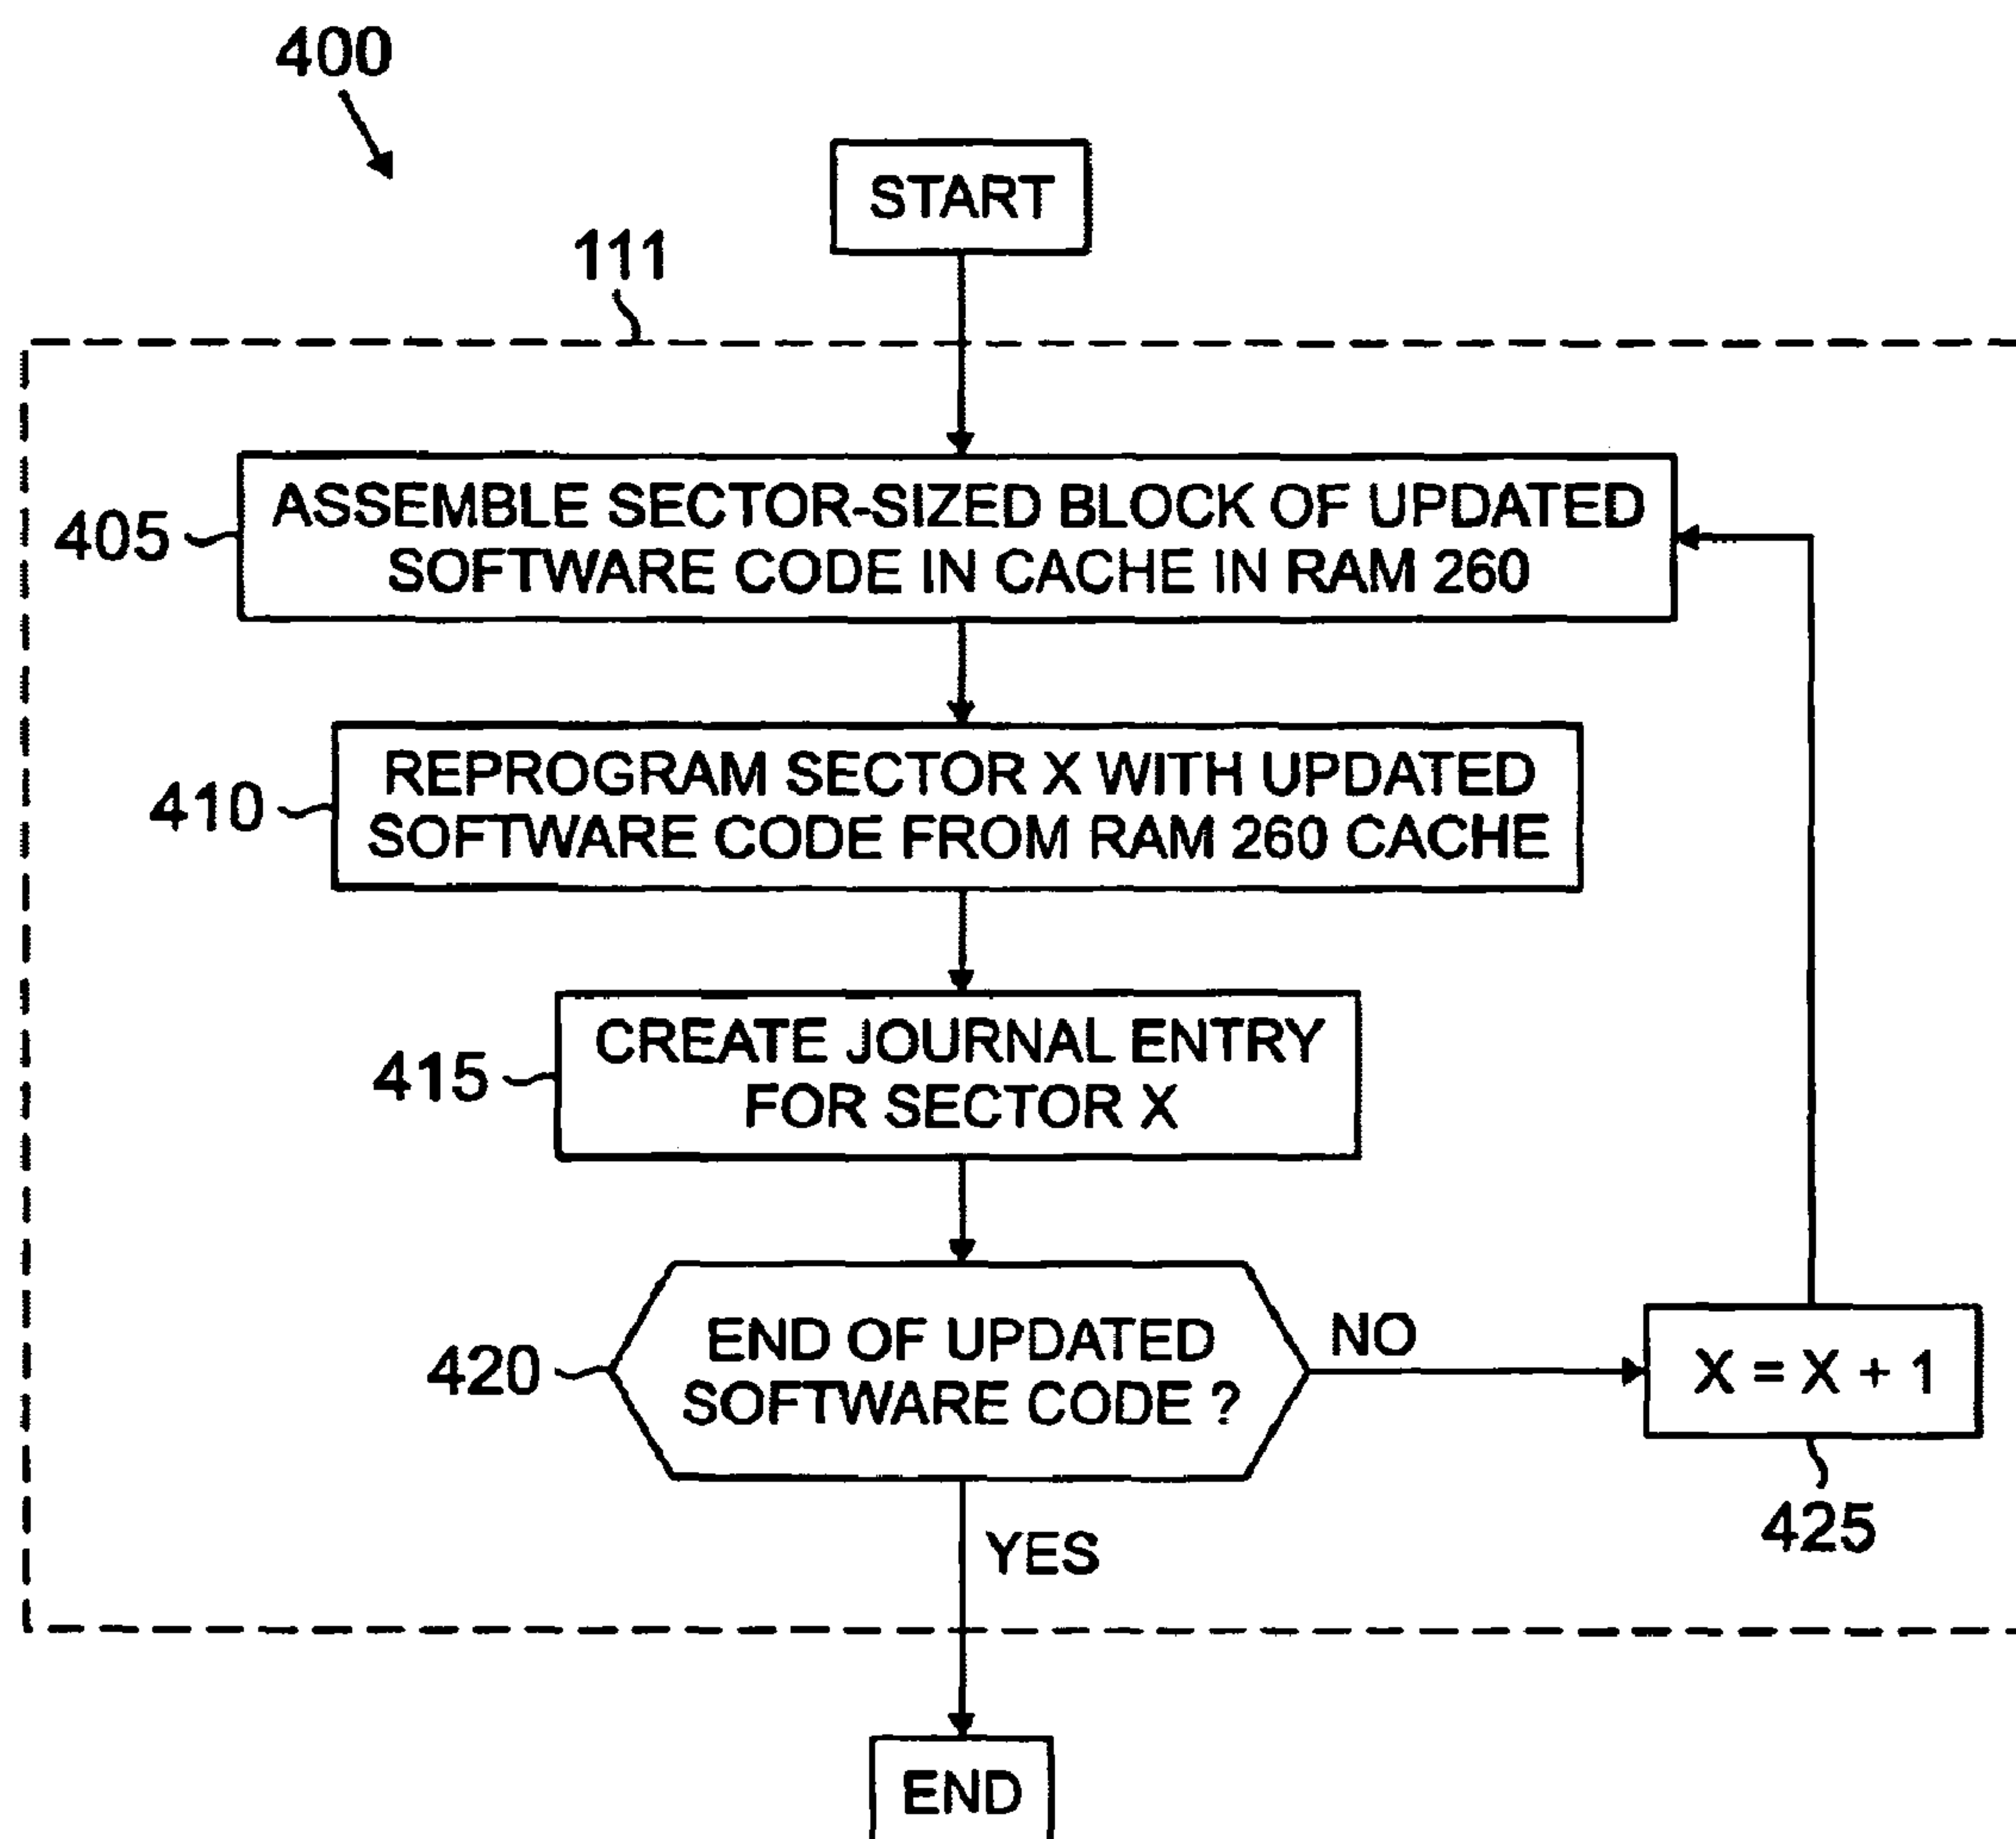 400
START
111
ASSEMBLE SECTOR-SIZED BLOCK OF UPDATED
SOFTWARE CODE IN CACHE IN RAM 260
405
REPROGRAM SECTOR X WITH UPDATED
SOFTWARE CODE FROM RAM 260 CACHE
410
CREATE JOURNAL ENTRY
FOR SECTOR X
415
END OF UPDATED
SOFTWARE CODE ?
420
NO
X = X + 1
425
YES
END